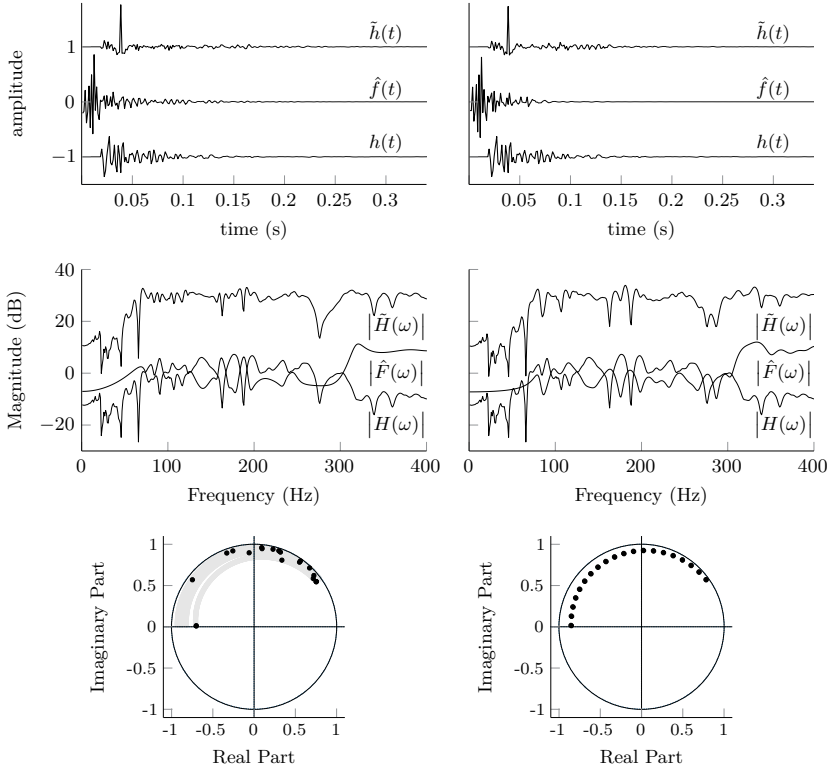 amplitude
1
0
−1
h̃(t)
f̂(t)
h(t)
0.05 0.1 0.15 0.2 0.25 0.3
time (s)
h̃(t)
f̂(t)
h(t)
0.05 0.1 0.15 0.2 0.25 0.3
time (s)
Magnitude (dB)
40
20
0
−20
|H̃(ω)|
|F̂(ω)|
|H(ω)|
0 100 200 300 400
Frequency (Hz)
|H̃(ω)|
|F̂(ω)|
|H(ω)|
0 100 200 300 400
Frequency (Hz)
Imaginary Part
1
0.5
0
-0.5
-1
-1 -0.5 0 0.5 1
Real Part
Imaginary Part
1
0.5
0
-0.5
-1
-1 -0.5 0 0.5 1
Real Part